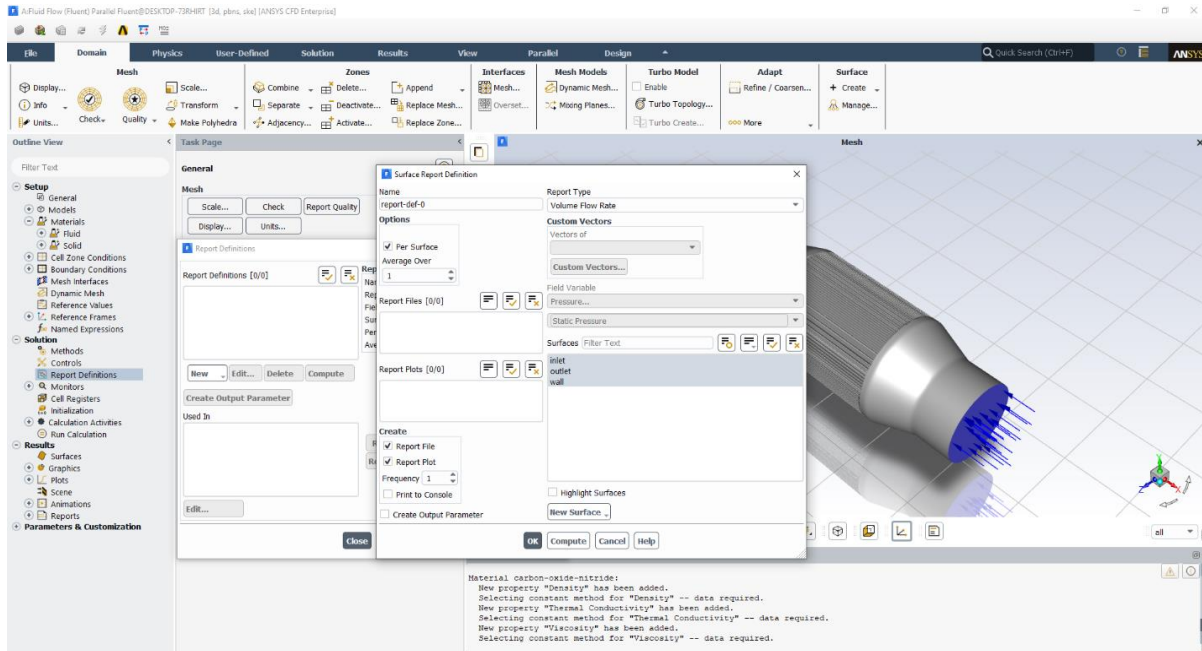 A:Fluid Flow (Fluent) Parallel Fluent@DESKTOP-73RHIRT [3d, pbns, ske] [ANSYS CFD Enterprise]
File Domain Physics User-Defined Solution Results View Parallel Design Quick Search (Ctrl+F) ANSYS
Mesh
Display...
Info
Units...
Check
Quality
Scale...
Transform
Make Polyhedra
Zones
Combine
Separate
Adjacency...
Delete...
Deactivate...
Activate...
Append
Replace Mesh...
Replace Zone...
Interfaces
Mesh...
Overset...
Mesh Models
Dynamic Mesh...
Mixing Planes...
Turbo Model
Enable
Turbo Topology...
Turbo Create...
Adapt
Refine / Coarsen...
More
Surface
Create
Manage...
Outline View
Filter Text
Setup
General
Models
Materials
Fluid
Solid
Cell Zone Conditions
Boundary Conditions
Mesh Interfaces
Dynamic Mesh
Reference Values
Reference Frames
Named Expressions
Solution
Methods
Controls
Report Definitions
Monitors
Cell Registers
Initialization
Calculation Activities
Run Calculation
Results
Surfaces
Graphics
Plots
Scene
Animations
Reports
Parameters & Customization
Task Page
General
Mesh
Scale... Check Report Quality
Display... Units...
Report Definitions
Report Definitions [0/0]
New Edit... Delete Compute
Create Output Parameter
Used In
Edit...
Close
Surface Report Definition
Name
report-def-0
Options
Per Surface
Average Over
1
Report Files [0/0]
Report Plots [0/0]
Create
Report File
Report Plot
Frequency 1
Print to Console
Create Output Parameter
Report Type
Volume Flow Rate
Custom Vectors
Vectors of
Custom Vectors...
Field Variable
Pressure...
Static Pressure
Surfaces Filter Text
inlet
outlet
wall
Highlight Surfaces
New Surface
OK Compute Cancel Help
Mesh
all
Material carbon-oxide-nitride:
New property "Density" has been added.
Selecting constant method for "Density" -- data required.
New property "Thermal Conductivity" has been added.
Selecting constant method for "Thermal Conductivity" -- data required.
New property "Viscosity" has been added.
Selecting constant method for "Viscosity" -- data required.